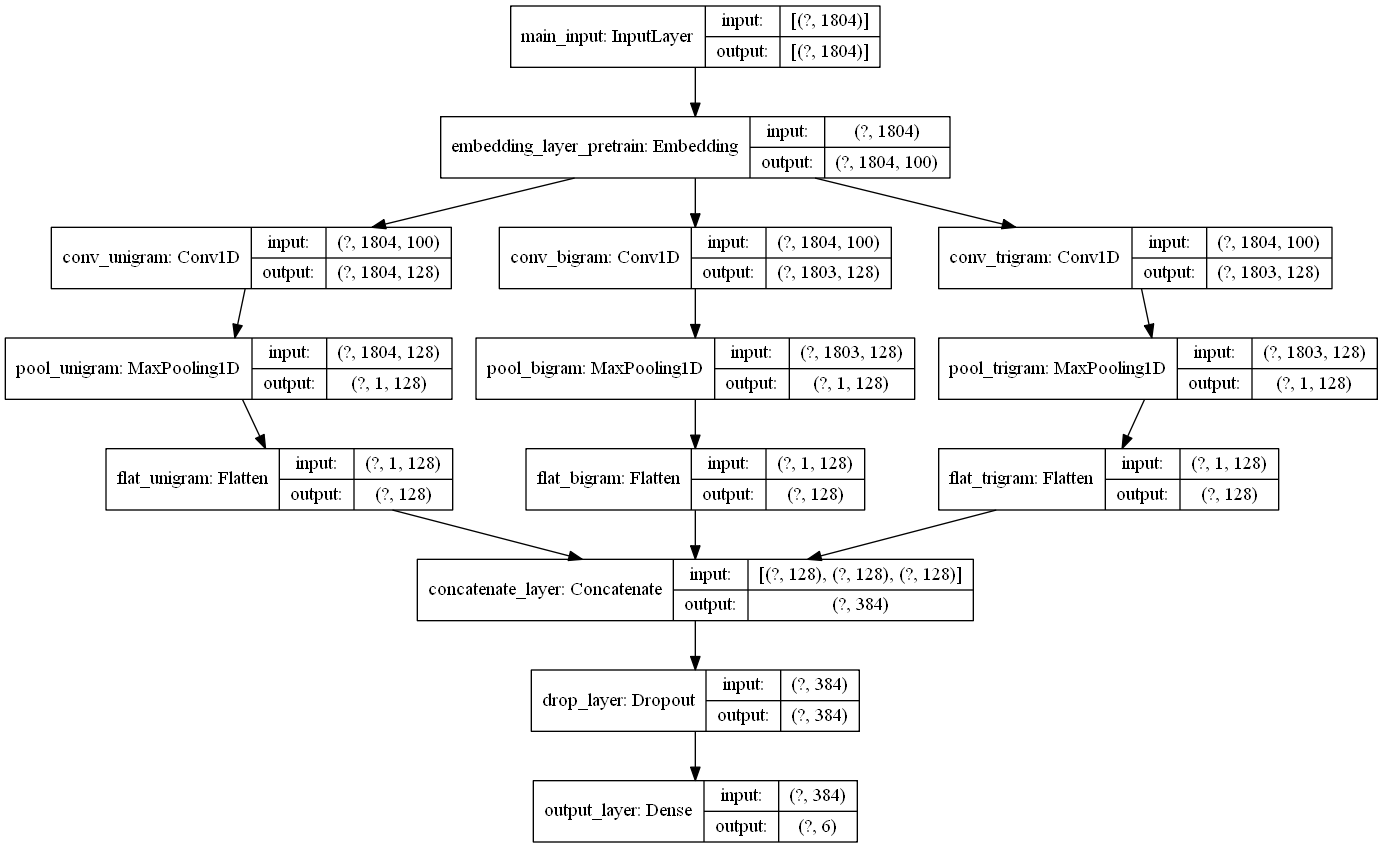 main_input: InputLayer
input: [(?, 1804)]
output: [(?, 1804)]
embedding_layer_pretrain: Embedding
input: (?, 1804)
output: (?, 1804, 100)
conv_unigram: Conv1D
input: (?, 1804, 100)
output: (?, 1804, 128)
conv_bigram: Conv1D
input: (?, 1804, 100)
output: (?, 1803, 128)
conv_trigram: Conv1D
input: (?, 1804, 100)
output: (?, 1803, 128)
pool_unigram: MaxPooling1D
input: (?, 1804, 128)
output: (?, 1, 128)
pool_bigram: MaxPooling1D
input: (?, 1803, 128)
output: (?, 1, 128)
pool_trigram: MaxPooling1D
input: (?, 1803, 128)
output: (?, 1, 128)
flat_unigram: Flatten
input: (?, 1, 128)
output: (?, 128)
flat_bigram: Flatten
input: (?, 1, 128)
output: (?, 128)
flat_trigram: Flatten
input: (?, 1, 128)
output: (?, 128)
concatenate_layer: Concatenate
input: [(?, 128), (?, 128), (?, 128)]
output: (?, 384)
drop_layer: Dropout
input: (?, 384)
output: (?, 384)
output_layer: Dense
input: (?, 384)
output: (?, 6)